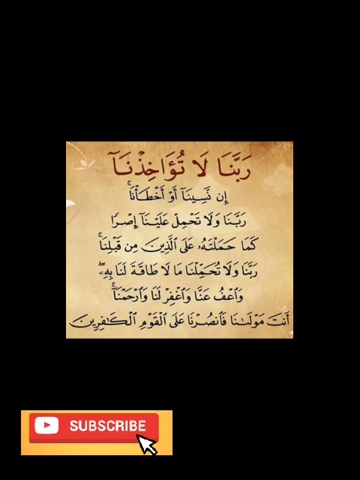 رَبَّنَا لَا تُؤَاخِذْنَآ
إِن نَّسِينَآ أَوْ أَخْطَأْنَا ۚ
رَبَّنَا وَلَا تَحْمِلْ عَلَيْنَآ إِصْرًا
كَمَا حَمَلْتَهُۥ عَلَى ٱلَّذِينَ مِن قَبْلِنَا ۚ
رَبَّنَا وَلَا تُحَمِّلْنَا مَا لَا طَاقَةَ لَنَا بِهِۦ ۖ
وَٱعْفُ عَنَّا وَٱغْفِرْ لَنَا وَٱرْحَمْنَآ ۚ
أَنتَ مَوْلَىٰنَا فَٱنصُرْنَا عَلَى ٱلْقَوْمِ ٱلْكَٰفِرِينَ
SUBSCRIBE